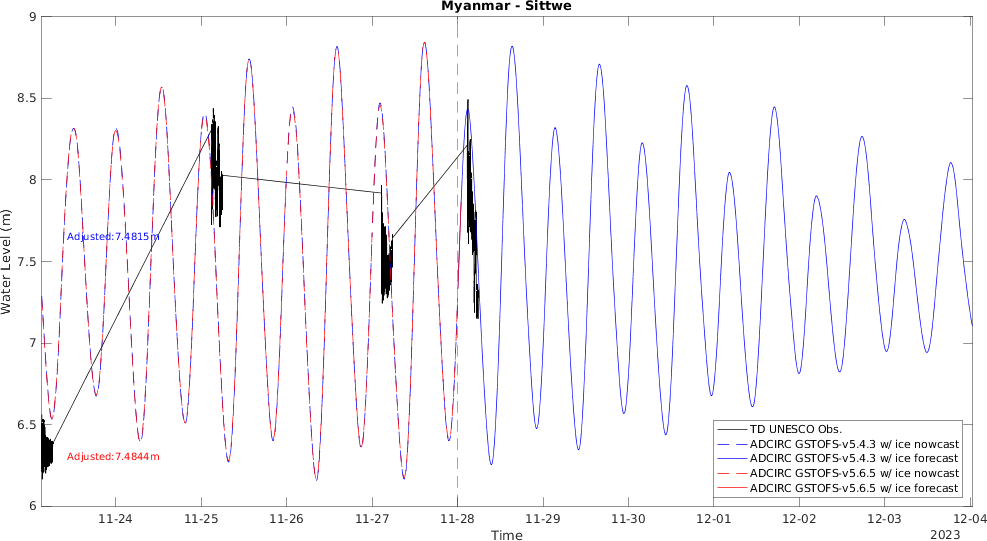 Myanmar - Sittwe
9
8.5
8
7.5
7
6.5
6
Water Level (m)
Adjusted:7.4815m
Adjusted:7.4844m
TD UNESCO Obs.
ADCIRC GSTOFS-v5.4.3 w/ ice nowcast
ADCIRC GSTOFS-v5.4.3 w/ ice forecast
ADCIRC GSTOFS-v5.6.5 w/ ice nowcast
ADCIRC GSTOFS-v5.6.5 w/ ice forecast
11-24 11-25 11-26 11-27 11-28 11-29 11-30 12-01 12-02 12-03 12-04
Time
2023